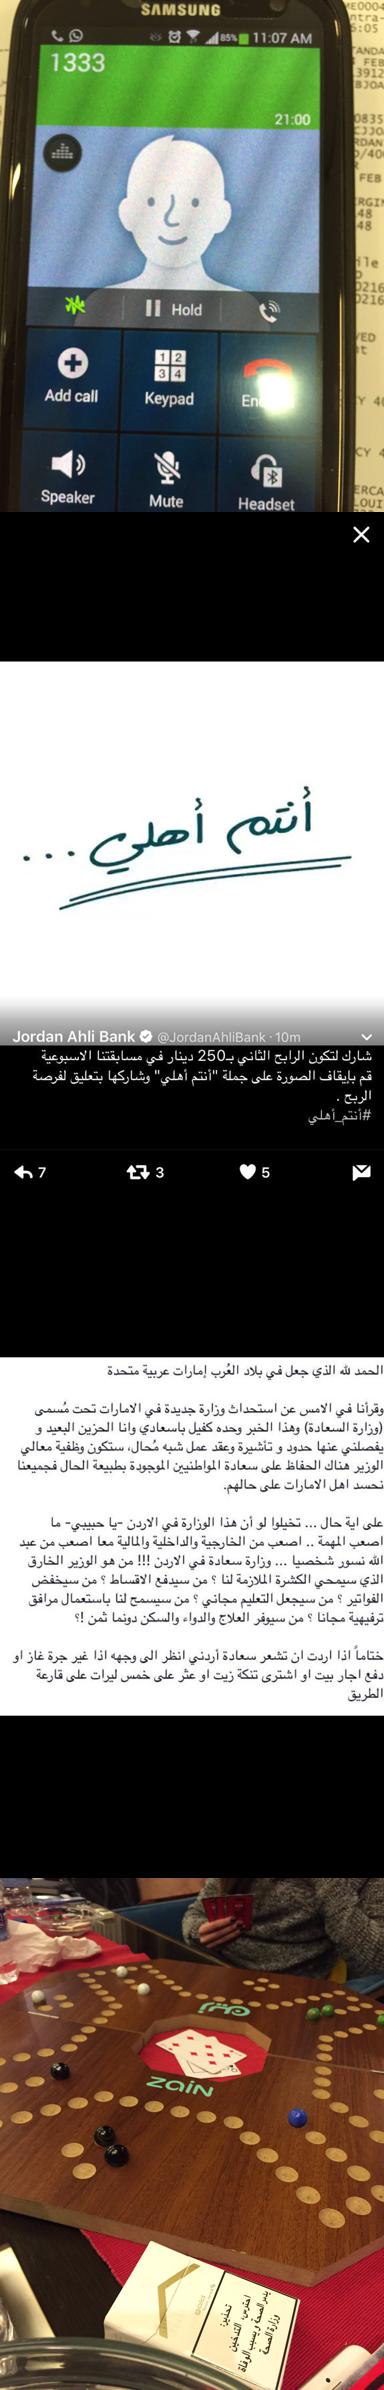 SAMSUNG
85% 11:07 AM
1333
21:00
Hold
Add call
Keypad
Speaker
Mute
Headset
أنتم أهلي ...
Jordan Ahli Bank @JordanAhliBank · 10m
شارك لتكون الرابح الثاني بـ250 دينار في مسابقتنا الاسبوعية
قم بإيقاف الصورة على جملة "أنتم أهلي" وشاركها بتعليق لفرصة
الربح .
#أنتم_أهلي
7
3
5
الحمد لله الذي جعل في بلاد العُرب إمارات عربية متحدة
وقرأنا في الامس عن استحداث وزارة جديدة في الامارات تحت مُسمى
(وزارة السعادة) وهذا الخبر وحده كفيل باسعادي وانا الحزين البعيد و
يفصلني عنها حدود و تأشيرة وعقد عمل شبه مُحال، ستكون وظفية معالي
الوزير هناك الحفاظ على سعادة المواطنيين الموجودة بطبيعة الحال فجميعنا
نحسد اهل الامارات على حالهم.
على اية حال ... تخيلوا لو أن هذا الوزارة في الاردن -يا حبيبي- ما
اصعب المهمة .. اصعب من الخارجية والداخلية والمالية معا اصعب من عبد
الله نسور شخصيا ... وزارة سعادة في الاردن !!! من هو الوزير الخارق
الذي سيمحي الكشرة الملازمة لنا ؟ من سيدفع الاقساط ؟ من سيخفض
الفواتير ؟ من سيجعل التعليم مجاني ؟ من سيسمح لنا باستعمال مرافق
ترفيهية مجانا ؟ من سيوفر العلاج والدواء والسكن دونما ثمن !؟
ختاماً اذا اردت ان تشعر سعادة أردني انظر الى وجهه اذا غير جرة غاز او
دفع اجار بيت او اشترى تنكة زيت او عثر على خمس ليرات على قارعة
الطريق
زين
zain
تحذير:
احترس: التدخين
يدمر الصحة و يسبب الوفاة
وزارة الصحة